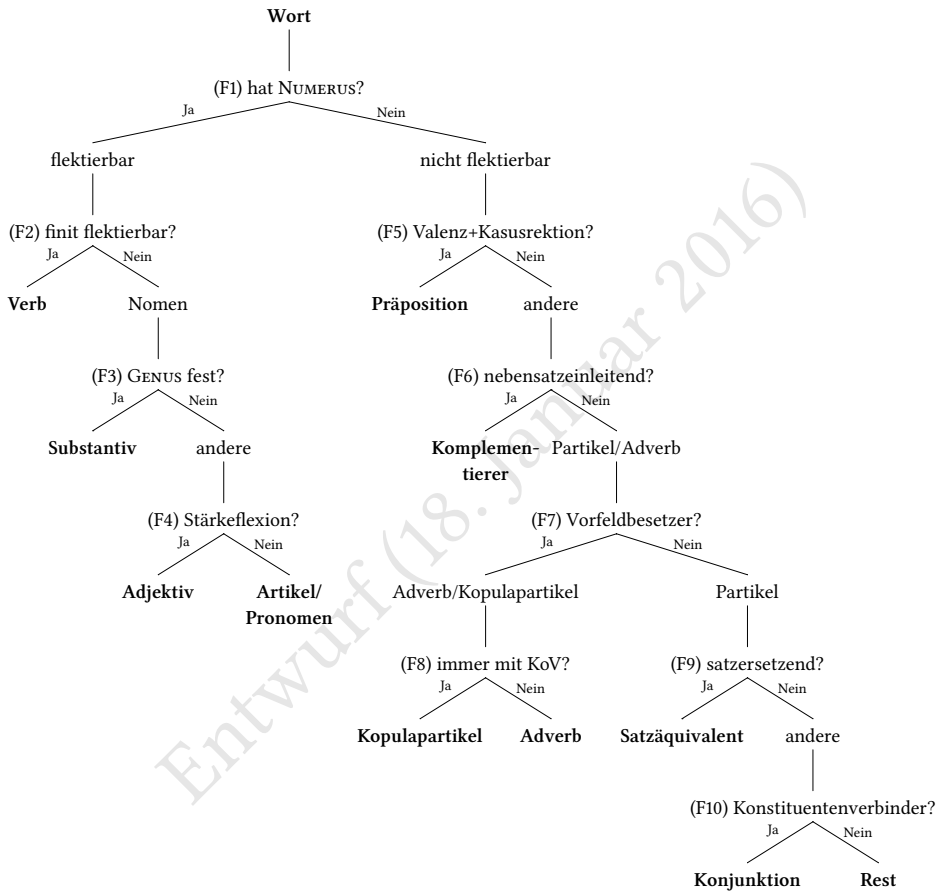 Wort
(F1) hat Numerus?
Ja Nein
flektierbar nicht flektierbar
(F2) finit flektierbar? (F5) Valenz+Kasusrektion?
Ja Nein Ja Nein
Verb Nomen Präposition andere
(F3) Genus fest? (F6) nebensatzeinleitend?
Ja Nein Ja Nein
Substantiv andere Komplemen- Partikel/Adverb
tierer
(F4) Stärkeflexion? (F7) Vorfeldbesetzer?
Ja Nein Ja Nein
Adjektiv Artikel/ Adverb/Kopulapartikel Partikel
Pronomen
(F8) immer mit KoV? (F9) satzersetzend?
Ja Nein Ja Nein
Kopulapartikel Adverb Satzäquivalent andere
(F10) Konstituentenverbinder?
Ja Nein
Konjunktion Rest
Entwurf (18. Januar 2016)